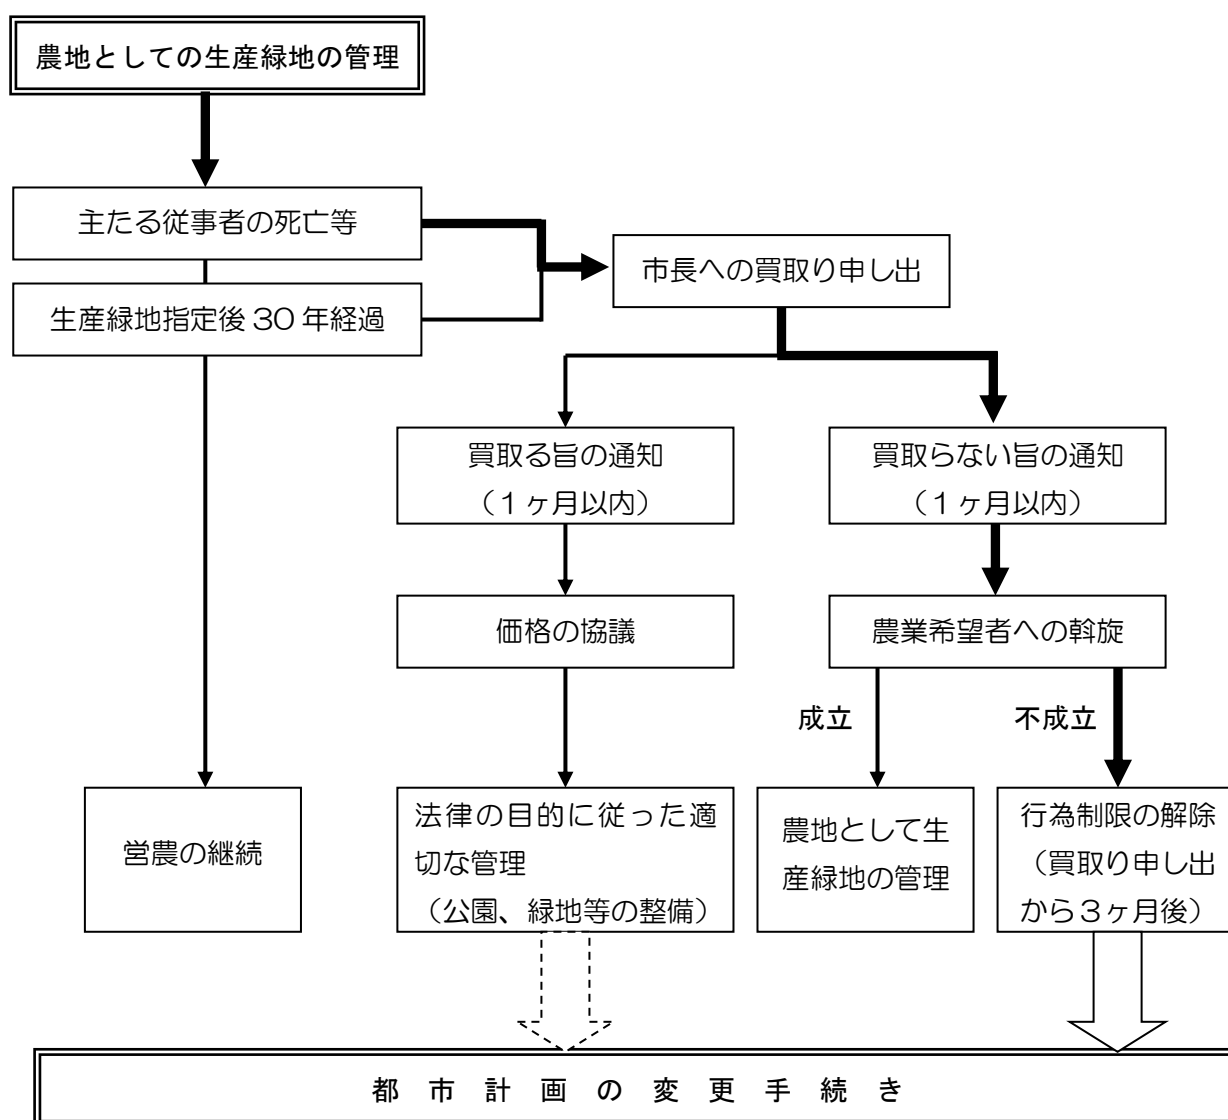 農地としての生産緑地の管理
主たる従事者の死亡等
生産緑地指定後30年経過
市長への買取り申し出
買取る旨の通知
（１ヶ月以内）
買取らない旨の通知
（１ヶ月以内）
価格の協議
農業希望者への斡旋
成立
不成立
営農の継続
法律の目的に従った適
切な管理
（公園、緑地等の整備）
農地として生
産緑地の管理
行為制限の解除
（買取り申し出
から３ヶ月後）
都市計画の変更手続き